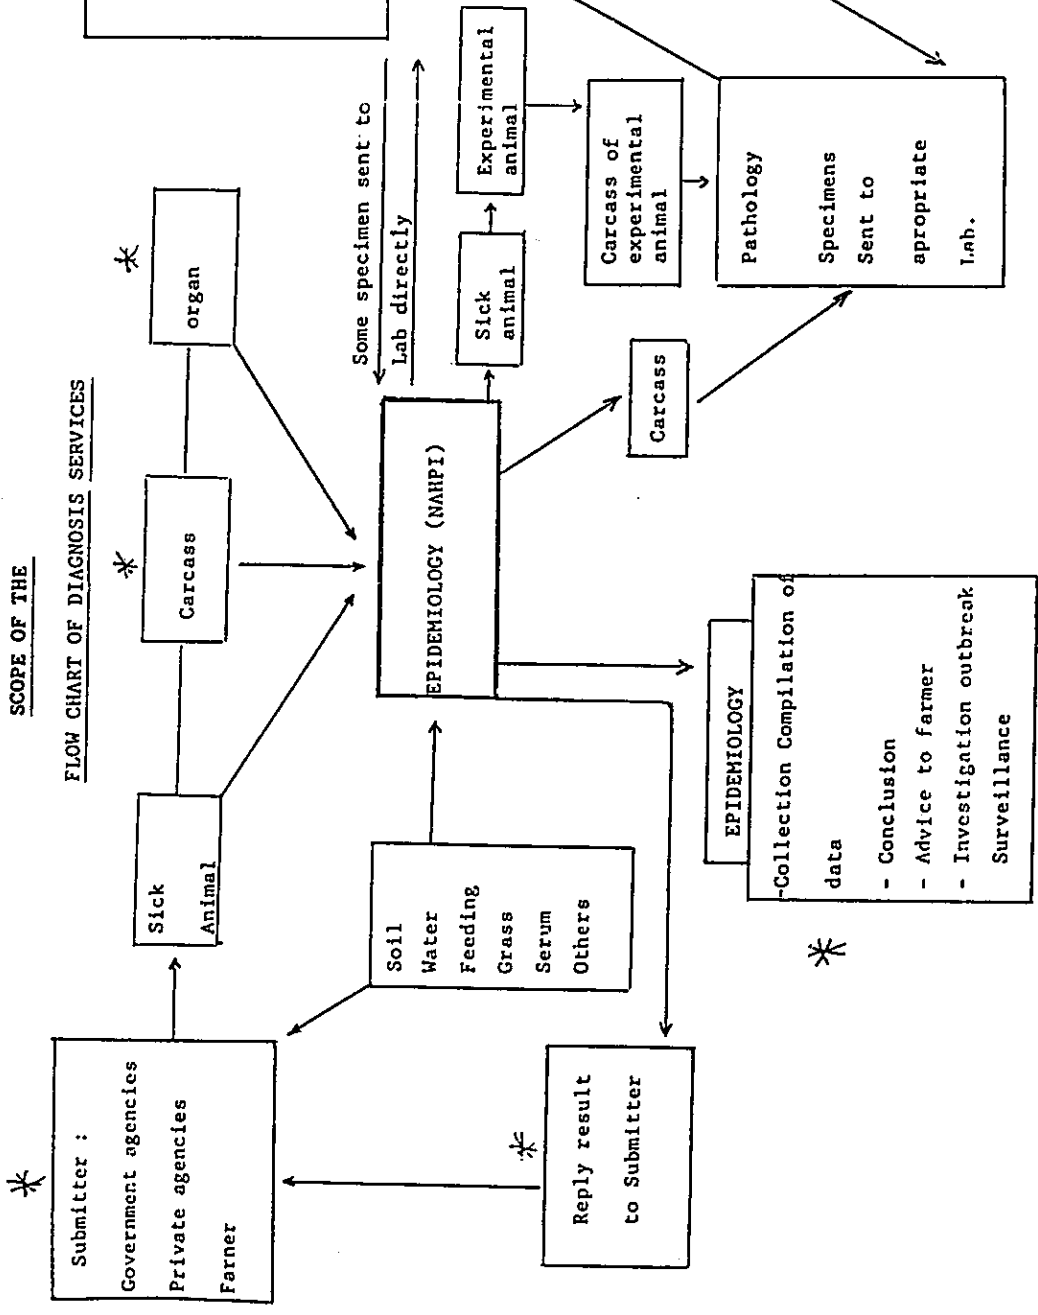 SCOPE OF THE
FLOW CHART OF DIAGNOSIS SERVICES
Submitter :
Government agencies
Private agencies
Farner
Sick
Animal
Carcass
organ
Soil
Water
Feeding
Grass
Serum
Others
EPIDEMIOLOGY (NAHPI)
Some specimen sent to
Lab directly
Reply result
to Submitter
EPIDEMIOLOGY
-Collection Compilation of
data
- Conclusion
- Advice to farmer
- Investigation outbreak
Surveillance
Carcass
Sick
animal
Experimental
animal
Carcass of
experimental
animal
Pathology
Specimens
Sent to
apropriate
Lab.